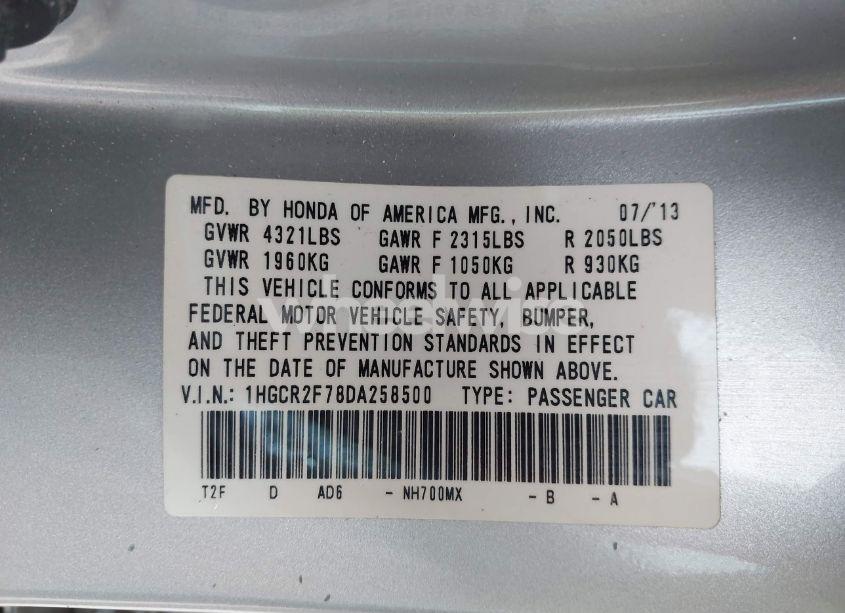 MFD. BY HONDA OF AMERICA MFG., INC. 07/'13
GVWR 4321LBS GAWR F 2315LBS R 2050LBS
GVWR 1960KG GAWR F 1050KG R 930KG
THIS VEHICLE CONFORMS TO ALL APPLICABLE
FEDERAL MOTOR VEHICLE SAFETY, BUMPER,
AND THEFT PREVENTION STANDARDS IN EFFECT
ON THE DATE OF MANUFACTURE SHOWN ABOVE.
V.I.N.: 1HGCR2F78DA258500 TYPE: PASSENGER CAR
T2F D AD6 - NH700MX - B - A